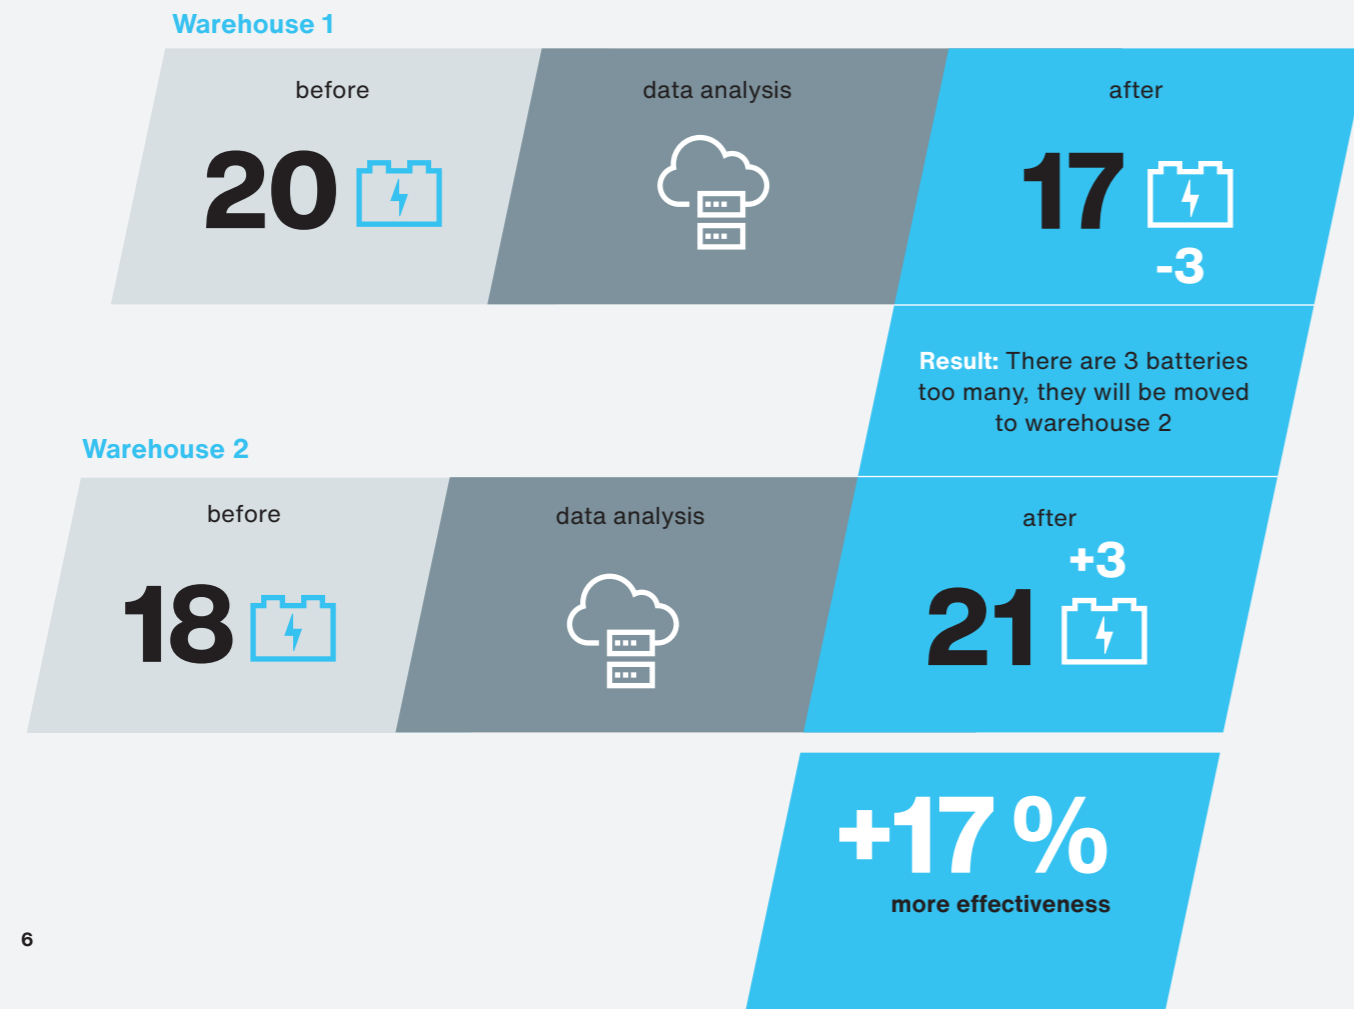 Warehouse 1
before
data analysis
after
20
17
-3
Result: There are 3 batteries
too many, they will be moved
to warehouse 2
Warehouse 2
before
data analysis
after
+3
18
21
+17 %
more effectiveness
6